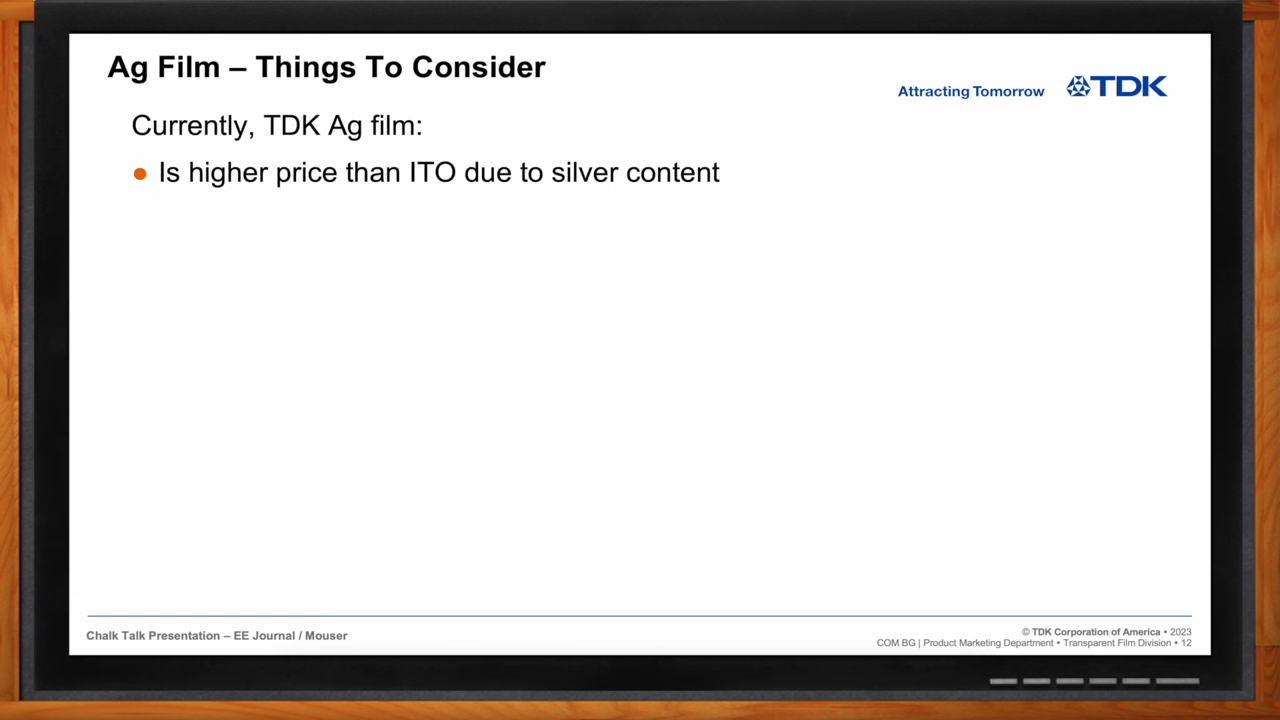 Ag Film – Things To Consider
Attracting Tomorrow TDK
Currently, TDK Ag film:
● Is higher price than ITO due to silver content
Chalk Talk Presentation – EE Journal / Mouser
© TDK Corporation of America • 2023
COM BG | Product Marketing Department • Transparent Film Division • 12